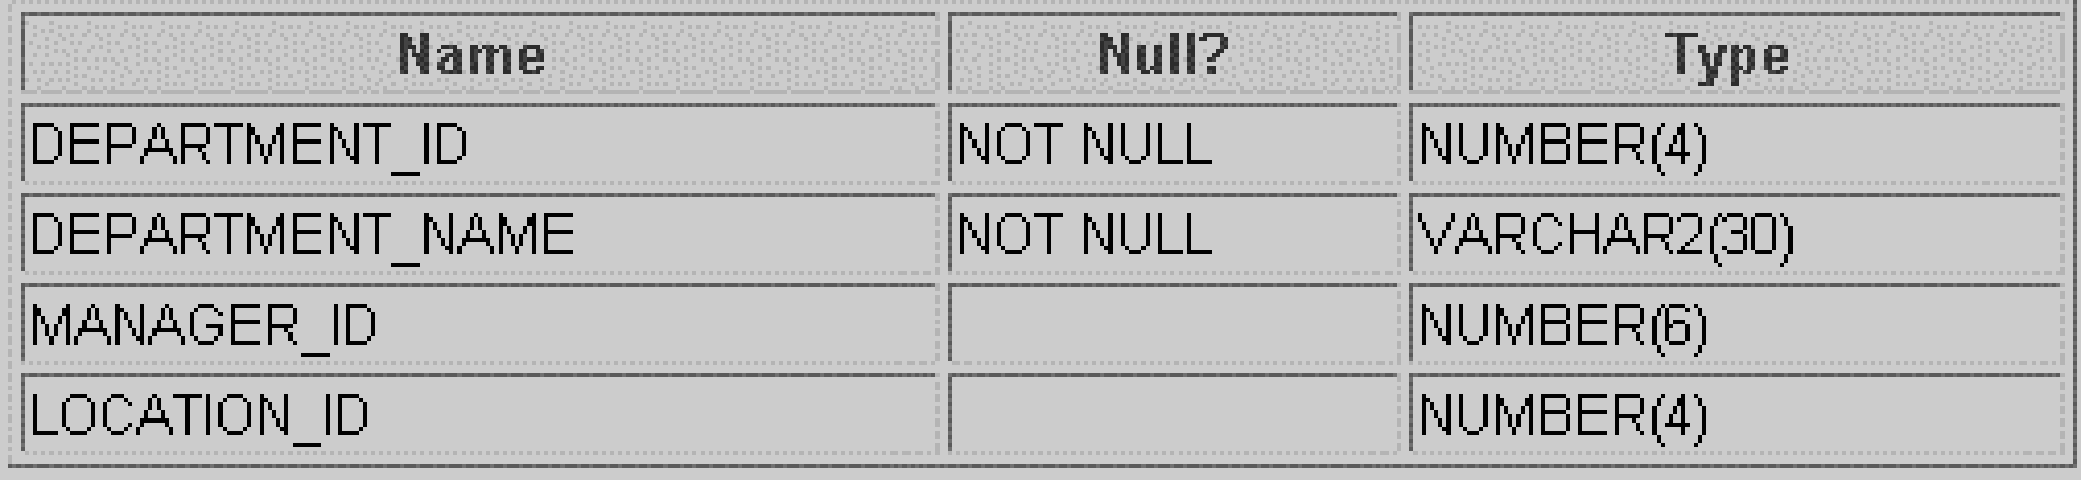 Name Null? Type
DEPARTMENT_ID NOT NULL NUMBER(4)
DEPARTMENT_NAME NOT NULL VARCHAR2(30)
MANAGER_ID NUMBER(6)
LOCATION_ID NUMBER(4)